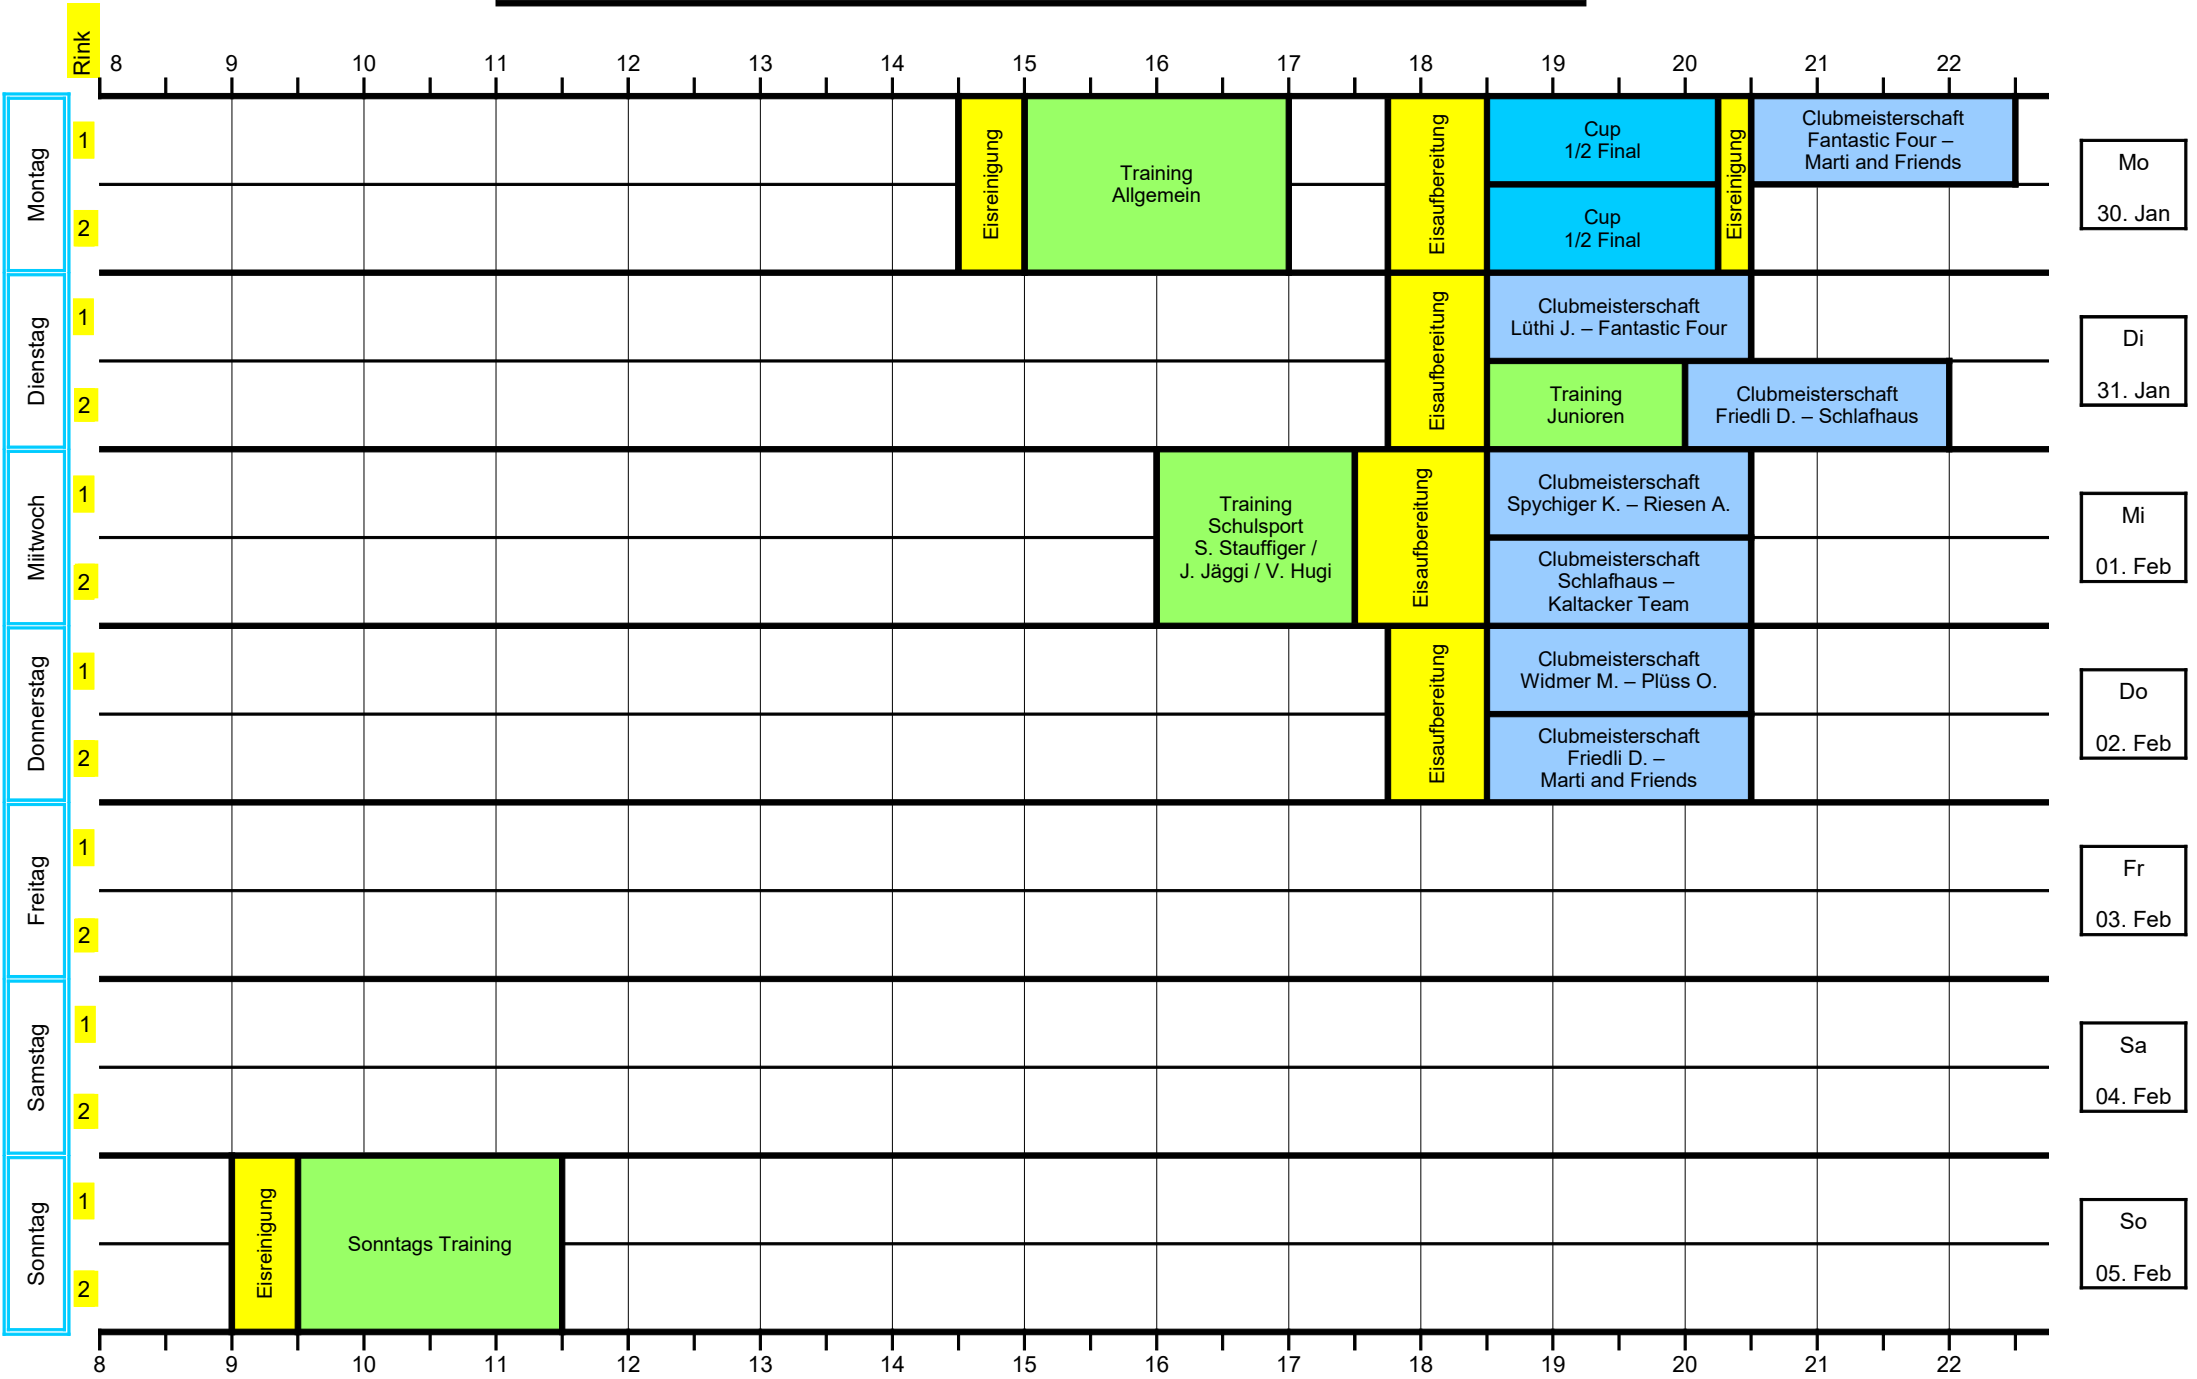 Rink
8 9 10 11 12 13 14 15 16 17 18 19 20 21 22
Montag
1
2
Eisreinigung
Training
Allgemein
Eisaufbereitung
Cup
1/2 Final
Cup
1/2 Final
Eisreinigung
Clubmeisterschaft
Fantastic Four –
Marti and Friends
Mo
30. Jan
Dienstag
1
2
Eisaufbereitung
Clubmeisterschaft
Lüthi J. – Fantastic Four
Training
Junioren
Clubmeisterschaft
Friedli D. – Schlafhaus
Di
31. Jan
Miitwoch
1
2
Training
Schulsport
S. Stauffiger /
J. Jäggi / V. Hugi
Eisaufbereitung
Clubmeisterschaft
Spychiger K. – Riesen A.
Clubmeisterschaft
Schlafhaus –
Kaltacker Team
Mi
01. Feb
Donnerstag
1
2
Eisaufbereitung
Clubmeisterschaft
Widmer M. – Plüss O.
Clubmeisterschaft
Friedli D. –
Marti and Friends
Do
02. Feb
Freitag
1
2
Fr
03. Feb
Samstag
1
2
Sa
04. Feb
Sonntag
1
2
Eisreinigung
Sonntags Training
So
05. Feb
8 9 10 11 12 13 14 15 16 17 18 19 20 21 22